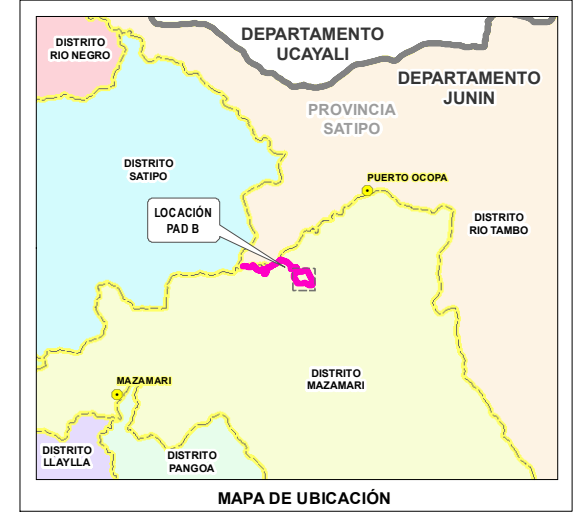 DEPARTAMENTO
UCAYALI
DISTRITO
RIO NEGRO
DEPARTAMENTO
JUNIN
PROVINCIA
SATIPO
DISTRITO
SATIPO
PUERTO OCOPA
LOCACIÓN
PAD B
DISTRITO
RIO TAMBO
DISTRITO
MAZAMARI
MAZAMARI
DISTRITO
LLAYLLA
DISTRITO
PANGOA
MAPA DE UBICACIÓN